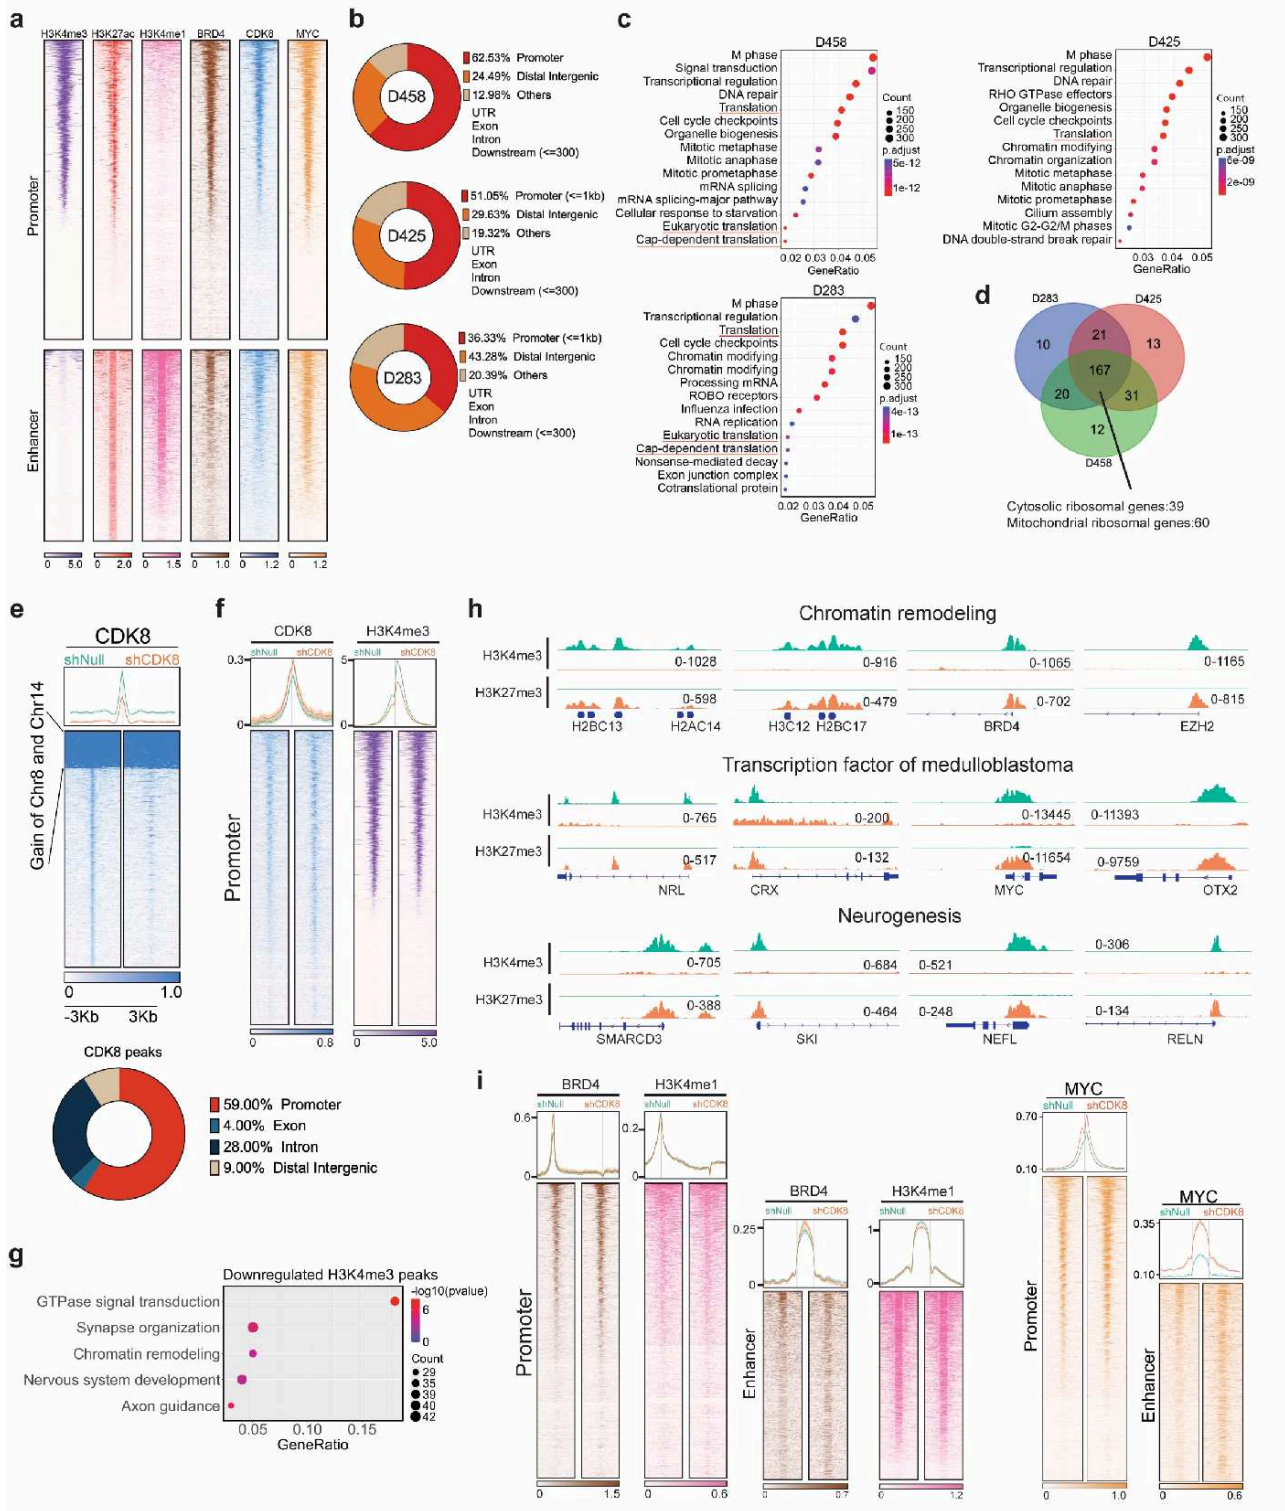 a
H3K4me3 H3K27ac H3K4me1 BRD4 CDK8 MYC
Promoter
Enhancer
0 5.0 0 2.0 0 1.5 0 1.0 0 1.2 0 1.2
b
D458
62.53% Promoter
24.49% Distal Intergenic
12.98% Others
UTR
Exon
Intron
Downstream (<=300)
D425
51.05% Promoter (<=1kb)
29.63% Distal Intergenic
19.32% Others
UTR
Exon
Intron
Downstream (<=300)
D283
36.33% Promoter (<=1kb)
43.28% Distal Intergenic
20.39% Others
UTR
Exon
Intron
Downstream (<=300)
c
D458
M phase
Signal transduction
Transcriptional regulation
DNA repair
Translation
Cell cycle checkpoints
Organelle biogenesis
Mitotic metaphase
Mitotic anaphase
Mitotic prometaphase
mRNA splicing
mRNA splicing-major pathway
Cellular response to starvation
Eukaryotic translation
Cap-dependent translation
0.02 0.03 0.04 0.05
GeneRatio
Count
150
200
250
300
p.adjust
5e-12
1e-12
D425
M phase
Transcriptional regulation
DNA repair
RHO GTPase effectors
Organelle biogenesis
Cell cycle checkpoints
Translation
Chromatin modifying
Chromatin organization
Mitotic metaphase
Mitotic anaphase
Mitotic prometaphase
Cilium assembly
Mitotic G2-G2/M phases
DNA double-strand break repair
0.03 0.04 0.05
GeneRatio
Count
150
200
250
300
p.adjust
6e-09
2e-09
D283
M phase
Transcriptional regulation
Translation
Cell cycle checkpoints
Chromatin modifying
Chromatin modifying
Processing mRNA
ROBO receptors
Influenza infection
RNA replication
Eukaryotic translation
Cap-dependent translation
Nonsense-mediated decay
Exon junction complex
Cotranslational protein
0.02 0.03 0.04 0.05
GeneRatio
Count
150
200
250
300
p.adjust
4e-13
1e-13
d
D283 D425
10 21 13
167
20 31
12
D458
Cytosolic ribosomal genes:39
Mitochondrial ribosomal genes:60
e
CDK8
shNull shCDK8
Gain of Chr8 and Chr14
0 1.0
-3Kb 3Kb
CDK8 peaks
59.00% Promoter
4.00% Exon
28.00% Intron
9.00% Distal Intergenic
f
CDK8 H3K4me3
shNull shCDK8 shNull shCDK8
0.3 5
0 0
Promoter
0 0.8 0 5.0
g
Downregulated H3K4me3 peaks
GTPase signal transduction
Synapse organization
Chromatin remodeling
Nervous system development
Axon guidance
0.05 0.10 0.15
GeneRatio
-log10(pvalue)
6
0
Count
29
35
39
40
42
h
Chromatin remodeling
H3K4me3
0-1028 0-916 0-1065 0-1165
H3K27me3
0-598 0-479 0-702 0-815
H2BC13 H2AC14 H3C12 H2BC17 BRD4 EZH2
Transcription factor of medulloblastoma
H3K4me3
0-765 0-200 0-13445 0-11393
H3K27me3
0-517 0-132 0-11654 0-9759
NRL CRX MYC OTX2
Neurogenesis
H3K4me3
0-705 0-684 0-521 0-306
H3K27me3
0-388 0-464 0-248 0-134
SMARCD3 SKI NEFL RELN
i
BRD4 H3K4me1
shNull shCDK8 shNull shCDK8
0.6 0.2
0 0
Promoter
0 1.5 0 0.6
BRD4 H3K4me1
shNull shCDK8 shNull shCDK8
0.25 1
0 0
Enhancer
0 0.7 0 1.2
MYC
shNull shCDK8
0.70
0.10
Promoter
0 1.0
MYC
shNull shCDK8
0.35
0.10
Enhancer
0 0.6